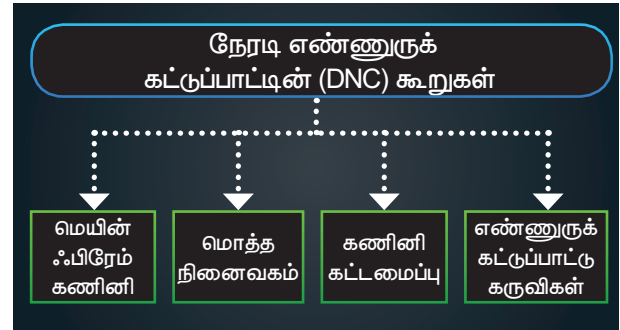 நேரடி எண்ணுருக்
கட்டுப்பாட்டின் (DNC) கூறுகள்
மெயின்
ஃபிரேம்
கணினி
மொத்த
நினைவகம்
கணினி
கட்டமைப்பு
எண்ணுருக்
கட்டுப்பாட்டு
கருவிகள்